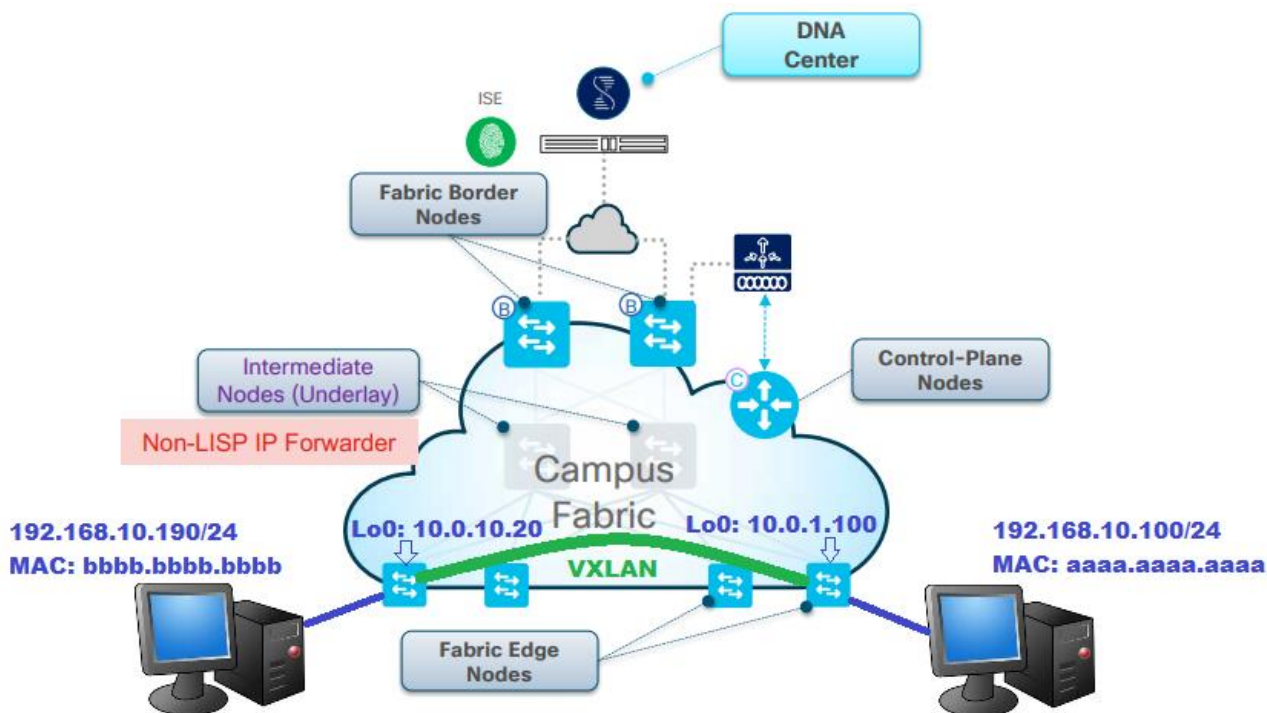 DNA
Center
ISE
Fabric Border
Nodes
B
B
Intermediate
Nodes (Underlay)
C
Control-Plane
Nodes
Non-LISP IP Forwarder
Campus
Fabric
192.168.10.190/24
MAC: bbbb.bbbb.bbbb
Lo0: 10.0.10.20
Lo0: 10.0.1.100
192.168.10.100/24
MAC: aaaa.aaaa.aaaa
VXLAN
Fabric Edge
Nodes